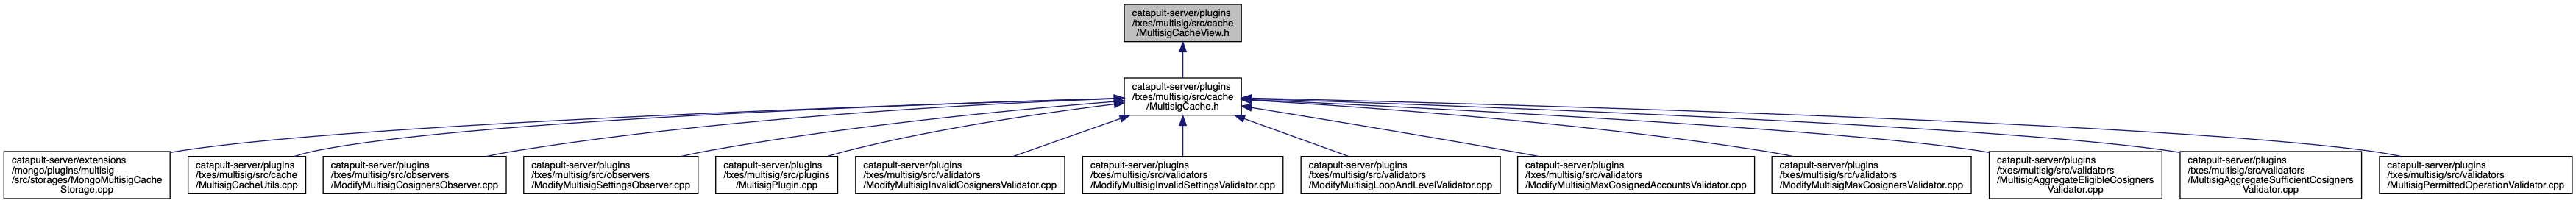 catapult-server/plugins
/txes/multisig/src/cache
/MultisigCacheView.h
catapult-server/plugins
/txes/multisig/src/cache
/MultisigCache.h
catapult-server/extensions
/mongo/plugins/multisig
/src/storages/MongoMultisigCache
Storage.cpp
catapult-server/plugins
/txes/multisig/src/cache
/MultisigCacheUtils.cpp
catapult-server/plugins
/txes/multisig/src/observers
/ModifyMultisigCosignersObserver.cpp
catapult-server/plugins
/txes/multisig/src/observers
/ModifyMultisigSettingsObserver.cpp
catapult-server/plugins
/txes/multisig/src/plugins
/MultisigPlugin.cpp
catapult-server/plugins
/txes/multisig/src/validators
/ModifyMultisigInvalidCosignersValidator.cpp
catapult-server/plugins
/txes/multisig/src/validators
/ModifyMultisigInvalidSettingsValidator.cpp
catapult-server/plugins
/txes/multisig/src/validators
/ModifyMultisigLoopAndLevelValidator.cpp
catapult-server/plugins
/txes/multisig/src/validators
/ModifyMultisigMaxCosignedAccountsValidator.cpp
catapult-server/plugins
/txes/multisig/src/validators
/ModifyMultisigMaxCosignersValidator.cpp
catapult-server/plugins
/txes/multisig/src/validators
/MultisigAggregateEligibleCosigners
Validator.cpp
catapult-server/plugins
/txes/multisig/src/validators
/MultisigAggregateSufficientCosigners
Validator.cpp
catapult-server/plugins
/txes/multisig/src/validators
/MultisigPermittedOperationValidator.cpp